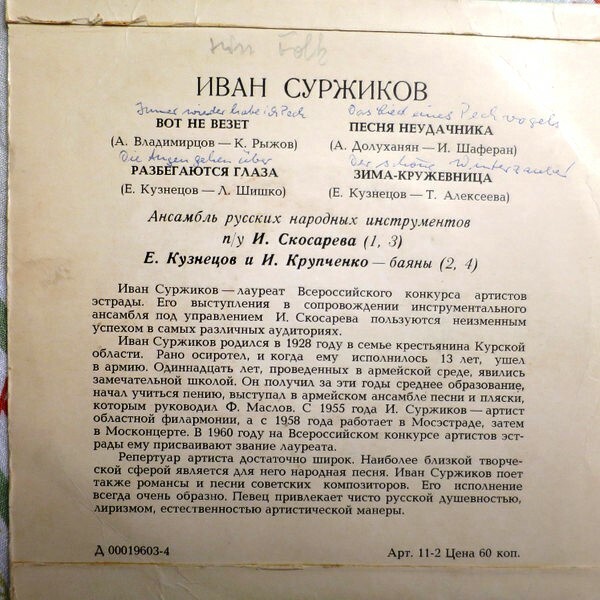 Folk
ИВАН СУРЖИКОВ
Immer wieder habe ich Pech
ВОТ НЕ ВЕЗЕТ
(А. Владимирцов — К. Рыжов)
Die Augen gehen über
РАЗБЕГАЮТСЯ ГЛАЗА
(Е. Кузнецов — Л. Шишко)
Das Lied eines Pechvogels
ПЕСНЯ НЕУДАЧНИКА
(А. Долуханян — И. Шаферан)
Der schöne Winterzauber
ЗИМА-КРУЖЕВНИЦА
(Е. Кузнецов — Т. Алексеева)
Ансамбль русских народных инструментов
п/у И. Скосарева (1, 3)
Е. Кузнецов и И. Крупченко — баяны (2, 4)
Иван Суржиков — лауреат Всероссийского конкурса артистов
эстрады. Его выступления в сопровождении инструментального
ансамбля под управлением И. Скосарева пользуются неизменным
успехом в самых различных аудиториях.
Иван Суржиков родился в 1928 году в семье крестьянина Курской
области. Рано осиротел, и когда ему исполнилось 13 лет, ушел
в армию. Одиннадцать лет, проведенных в армейской среде, явились
замечательной школой. Он получил за эти годы среднее образование,
начал учиться пению, выступал в армейском ансамбле песни и пляски,
которым руководил Ф. Маслов. С 1955 года И. Суржиков — артист
областной филармонии, а с 1958 года работает в Мосэстраде, затем
в Москонцерте. В 1960 году на Всероссийском конкурсе артистов эст-
рады ему присваивают звание лауреата.
Репертуар артиста достаточно широк. Наиболее близкой творче-
ской сферой является для него народная песня. Иван Суржиков поет
также романсы и песни советских композиторов. Его исполнение
всегда очень образно. Певец привлекает чисто русской душевностью,
лиризмом, естественностью артистической манеры.
Д 00019603-4
Арт. 11-2 Цена 60 коп.